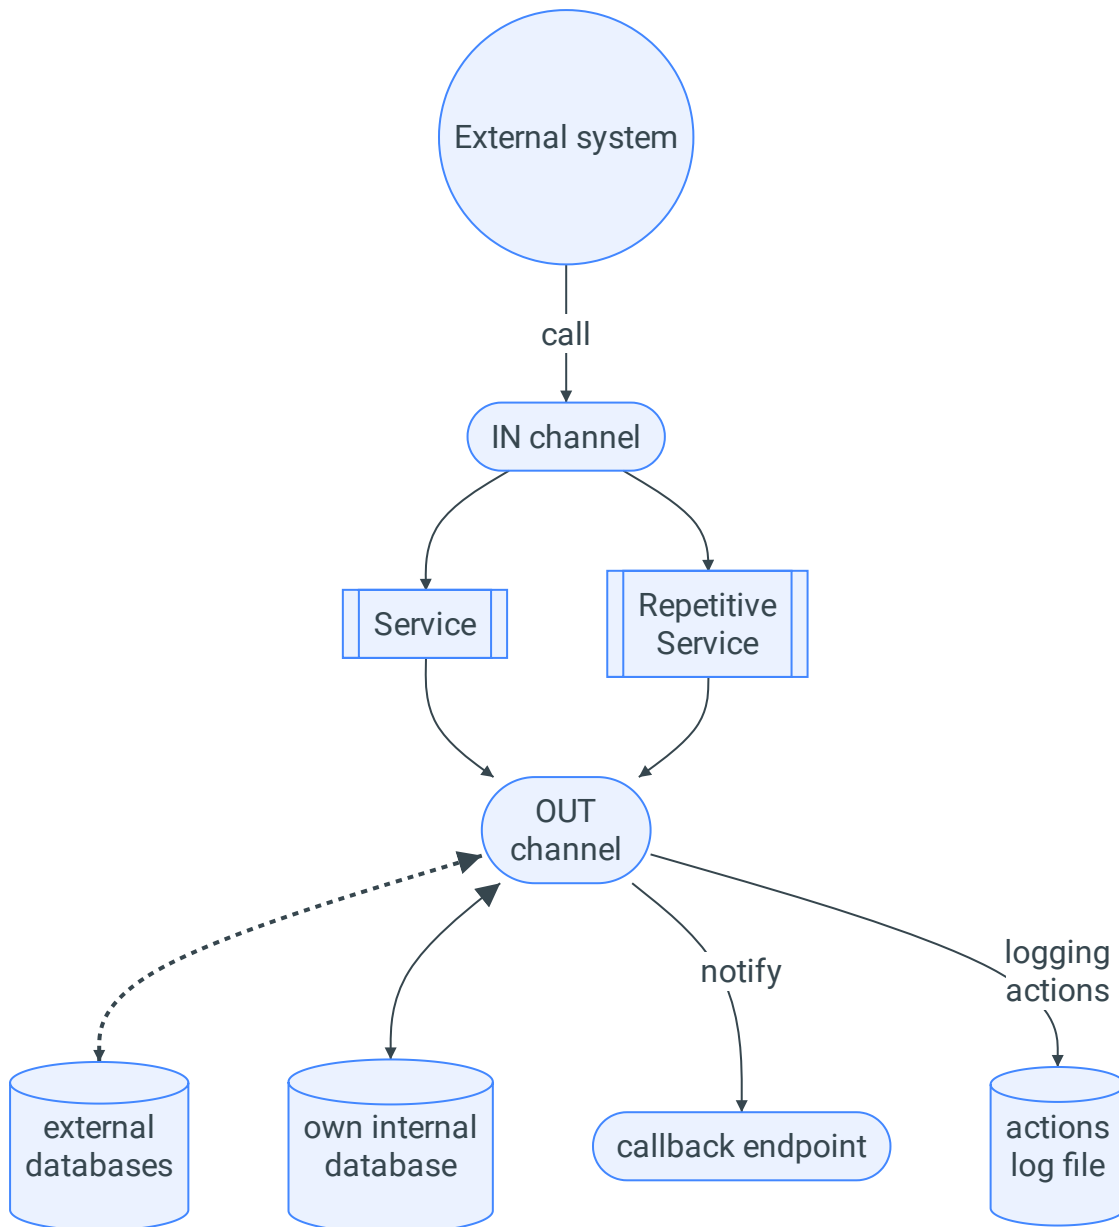 External system
call
IN channel
Service
Repetitive
Service
OUT
channel
notify
logging
actions
external
databases
own internal
database
callback endpoint
actions
log file